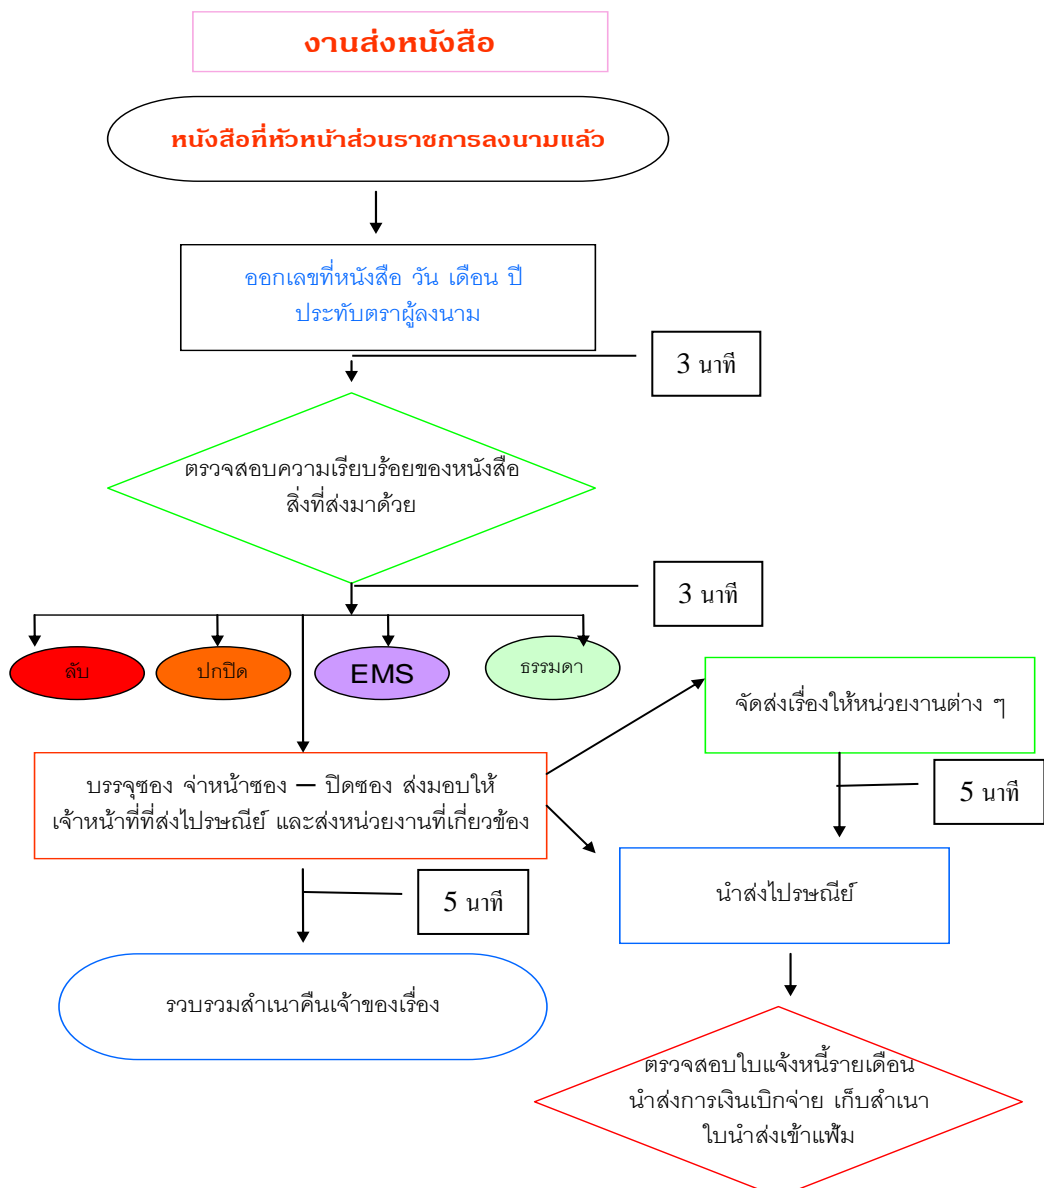 งานส่งหนังสือ
หนังสือที่หัวหน้าส่วนราชการลงนามแล้ว
ออกเลขที่หนังสือ วัน เดือน ปี
ประทับตราผู้ลงนาม
3 นาที
ตรวจสอบความเรียบร้อยของหนังสือ
สิ่งที่ส่งมาด้วย
3 นาที
ลับ
ปกปิด
EMS
ธรรมดา
จัดส่งเรื่องให้หน่วยงานต่าง ๆ
บรรจุซอง จ่าหน้าซอง – ปิดซอง ส่งมอบให้
เจ้าหน้าที่ที่ส่งไปรษณีย์ และส่งหน่วยงานที่เกี่ยวข้อง
5 นาที
นำส่งไปรษณีย์
5 นาที
รวบรวมสำเนาคืนเจ้าของเรื่อง
ตรวจสอบใบแจ้งหนี้รายเดือน
นำส่งการเงินเบิกจ่าย เก็บสำเนา
ใบนำส่งเข้าแฟ้ม